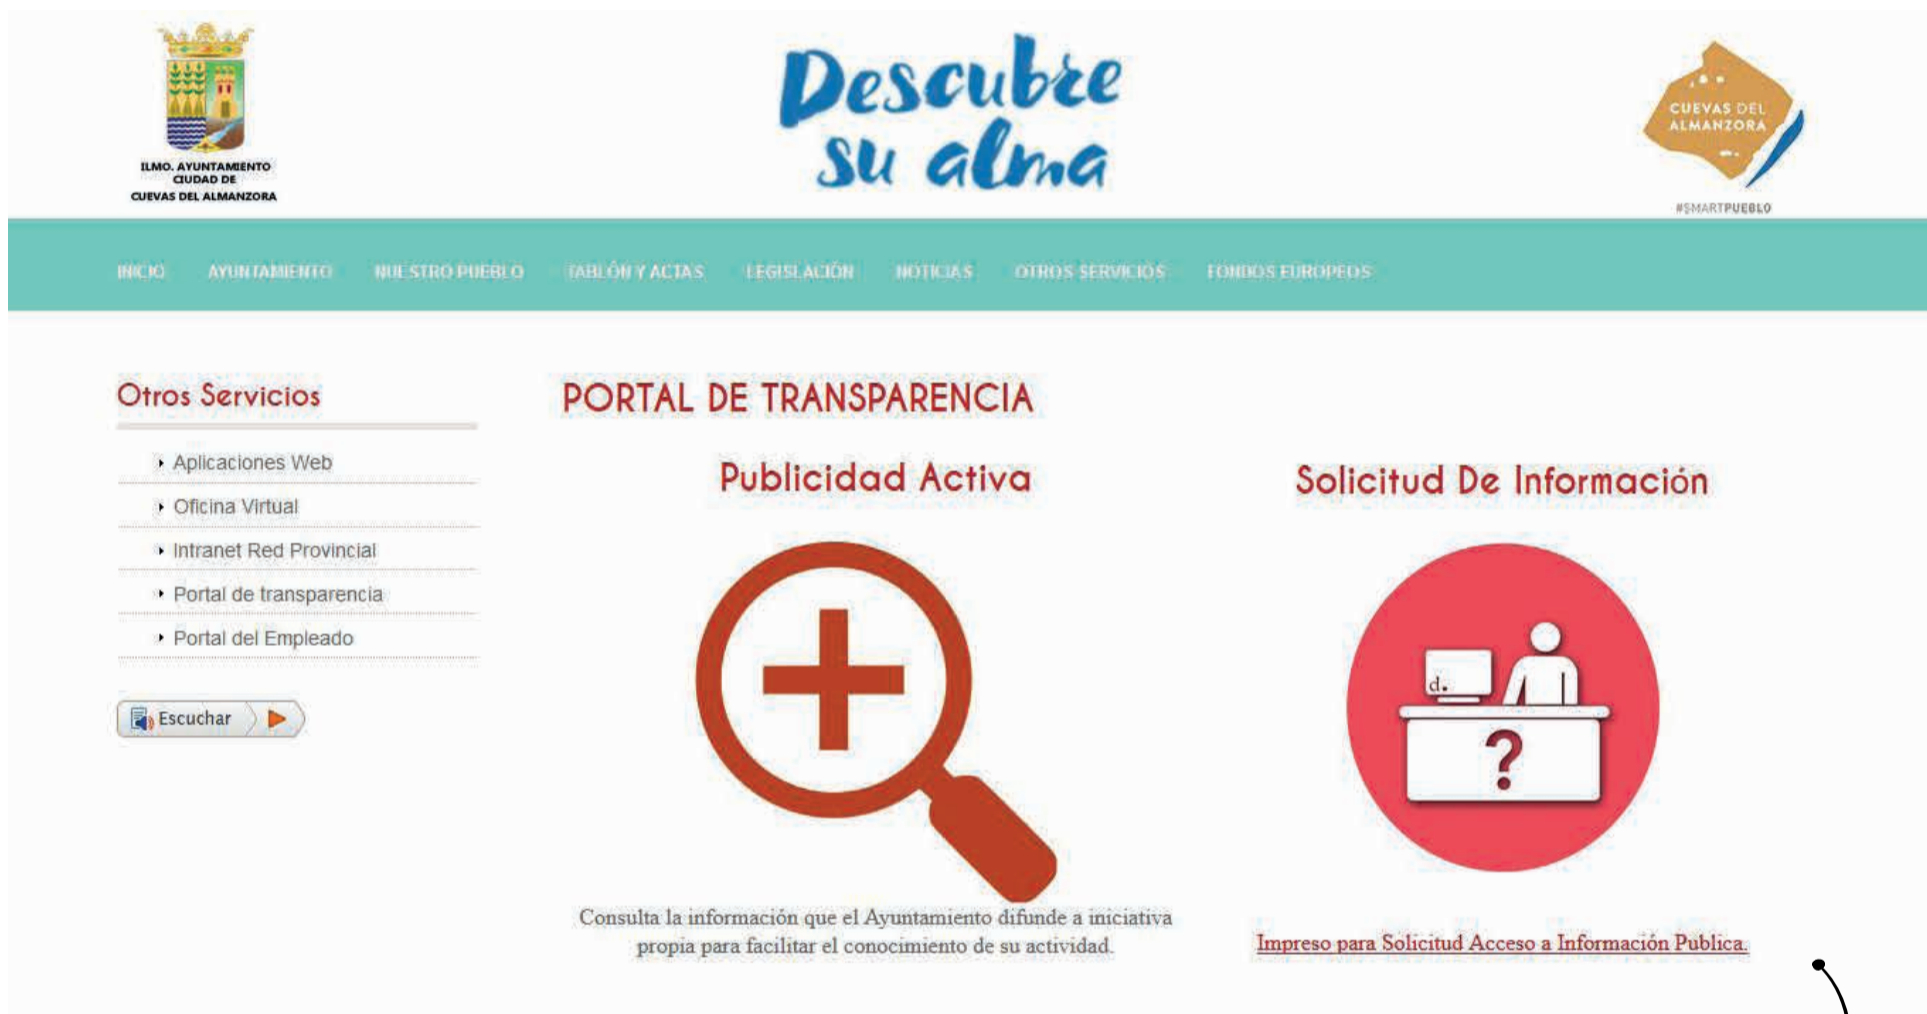 ILMO. AYUNTAMIENTO
CIUDAD DE
CUEVAS DEL ALMANZORA
Descubre
su alma
CUEVAS DEL
ALMANZORA
#SMARTPUEBLO
INICIO AYUNTAMIENTO NUESTRO PUEBLO TABLÓN Y ACTAS LEGISLACIÓN NOTICIAS OTROS SERVICIOS FONDOS EUROPEOS
Otros Servicios
Aplicaciones Web
Oficina Virtual
Intranet Red Provincial
Portal de transparencia
Portal del Empleado
Escuchar
PORTAL DE TRANSPARENCIA
Publicidad Activa
Consulta la información que el Ayuntamiento difunde a iniciativa
propia para facilitar el conocimiento de su actividad.
Solicitud De Información
d.
?
Impreso para Solicitud Acceso a Información Publica.